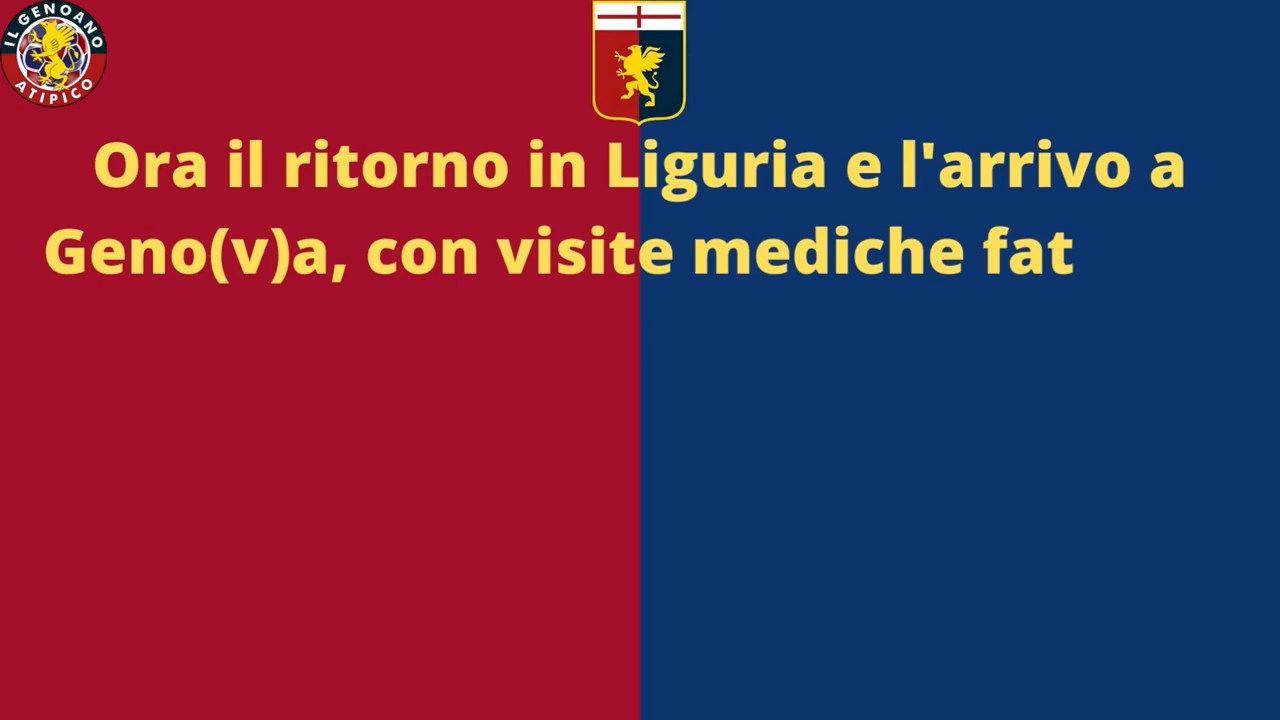 IL GENOANO
ATIPICO
Ora il ritorno in Liguria e l'arrivo a
Geno(v)a, con visite mediche fat